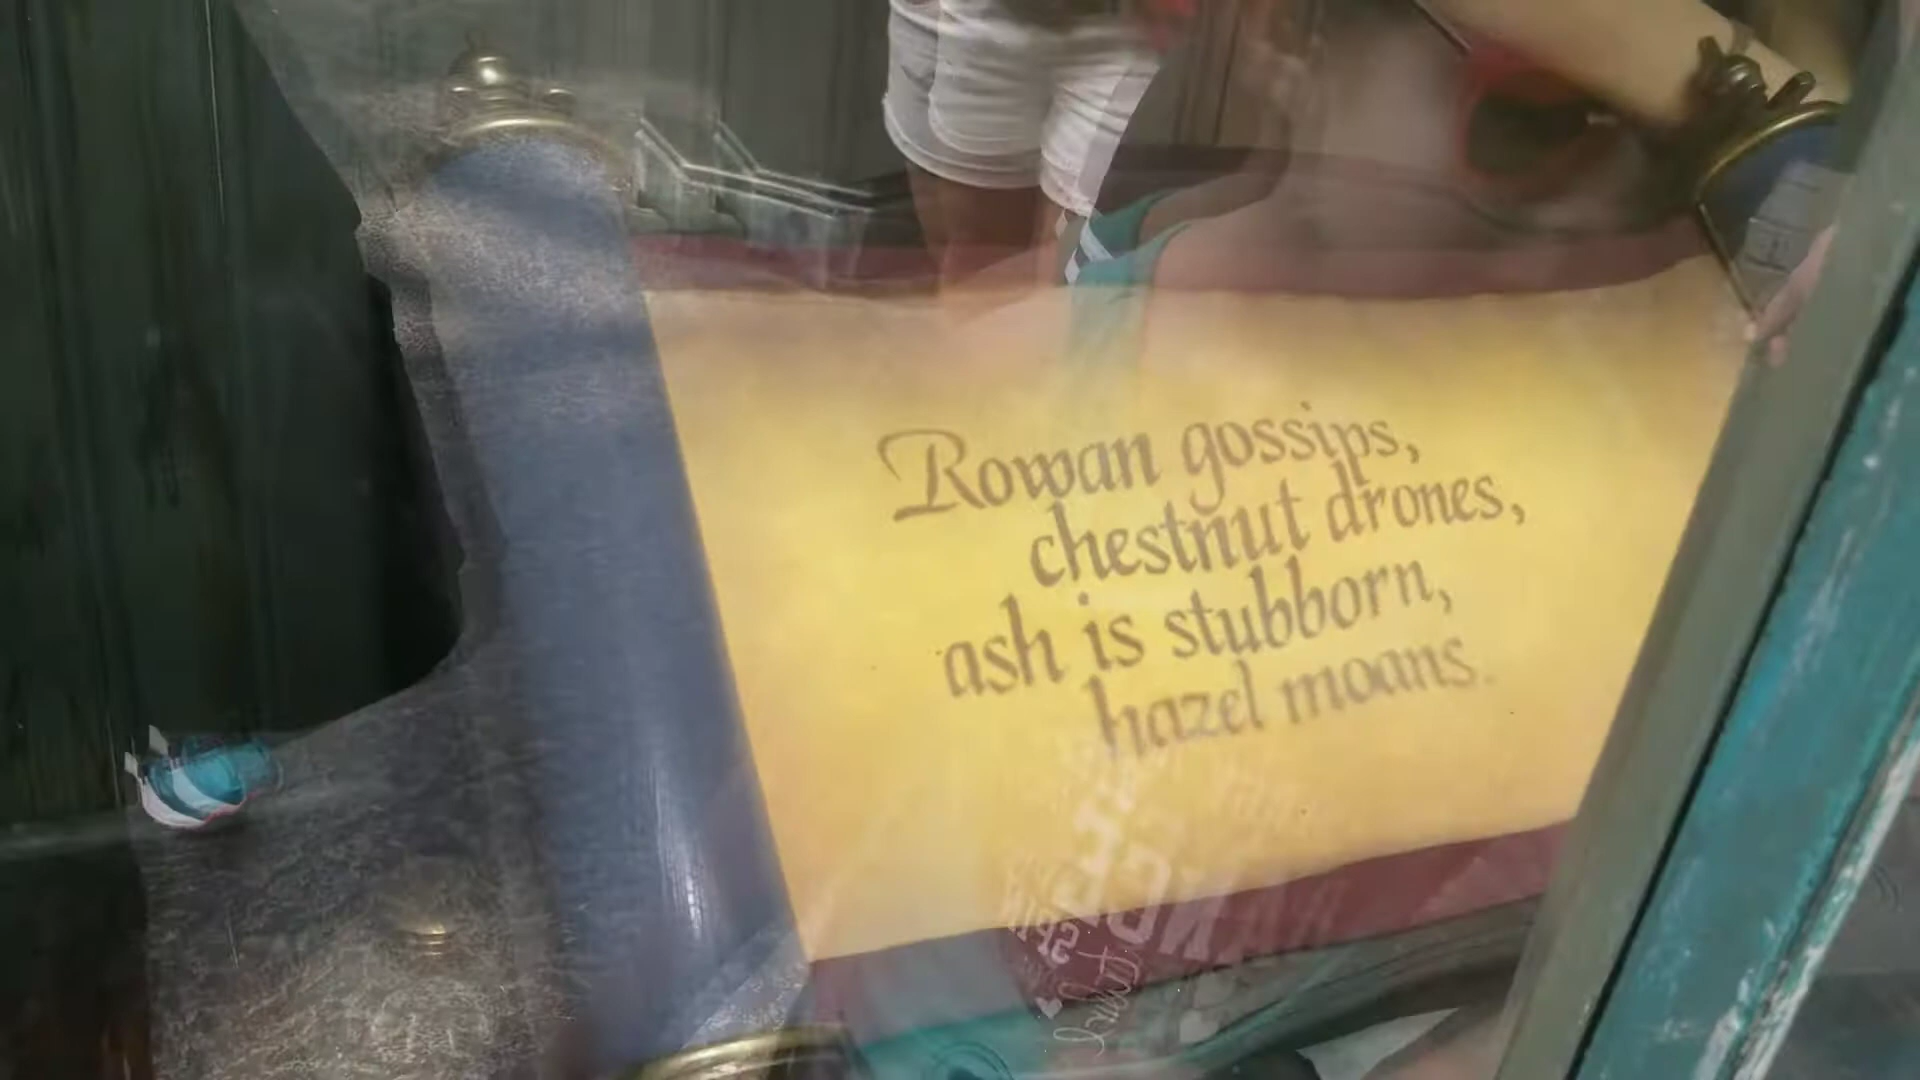 Rowan gossips,
chestnut drones,
ash is stubborn,
hazel moans.